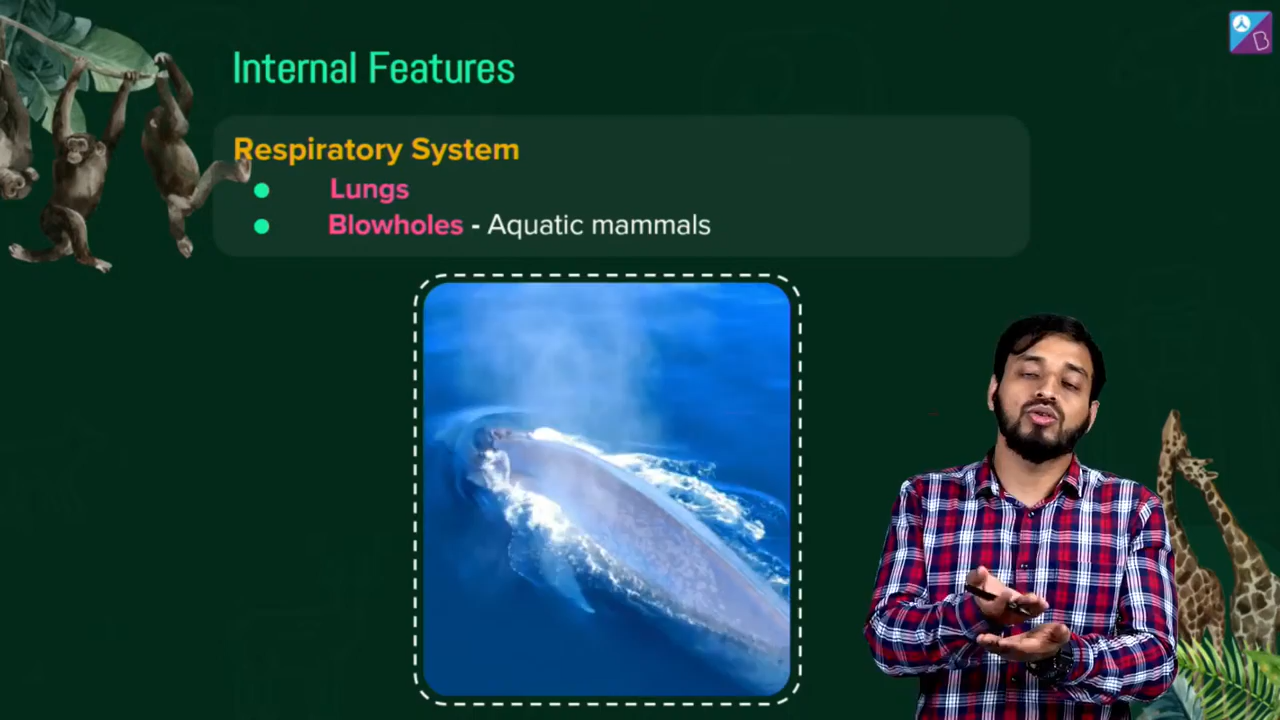 Internal Features
Respiratory System
Lungs
Blowholes - Aquatic mammals
B